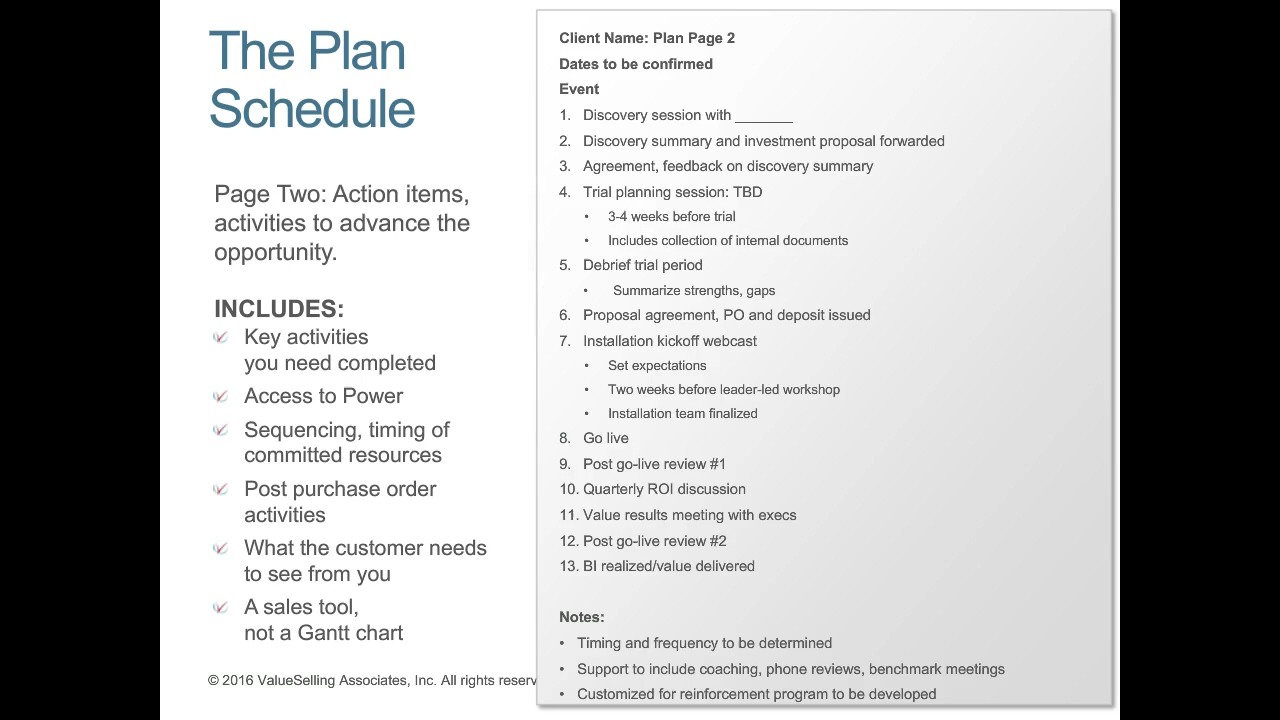 The Plan
Schedule
Page Two: Action items,
activities to advance the
opportunity.
INCLUDES:
Key activities
you need completed
Access to Power
Sequencing, timing of
committed resources
Post purchase order
activities
What the customer needs
to see from you
A sales tool,
not a Gantt chart
© 2016 ValueSelling Associates, Inc. All rights reserv
Client Name: Plan Page 2
Dates to be confirmed
Event
1. Discovery session with _______
2. Discovery summary and investment proposal forwarded
3. Agreement, feedback on discovery summary
4. Trial planning session: TBD
• 3-4 weeks before trial
• Includes collection of internal documents
5. Debrief trial period
• Summarize strengths, gaps
6. Proposal agreement, PO and deposit issued
7. Installation kickoff webcast
• Set expectations
• Two weeks before leader-led workshop
• Installation team finalized
8. Go live
9. Post go-live review #1
10. Quarterly ROI discussion
11. Value results meeting with execs
12. Post go-live review #2
13. BI realized/value delivered
Notes:
• Timing and frequency to be determined
• Support to include coaching, phone reviews, benchmark meetings
• Customized for reinforcement program to be developed